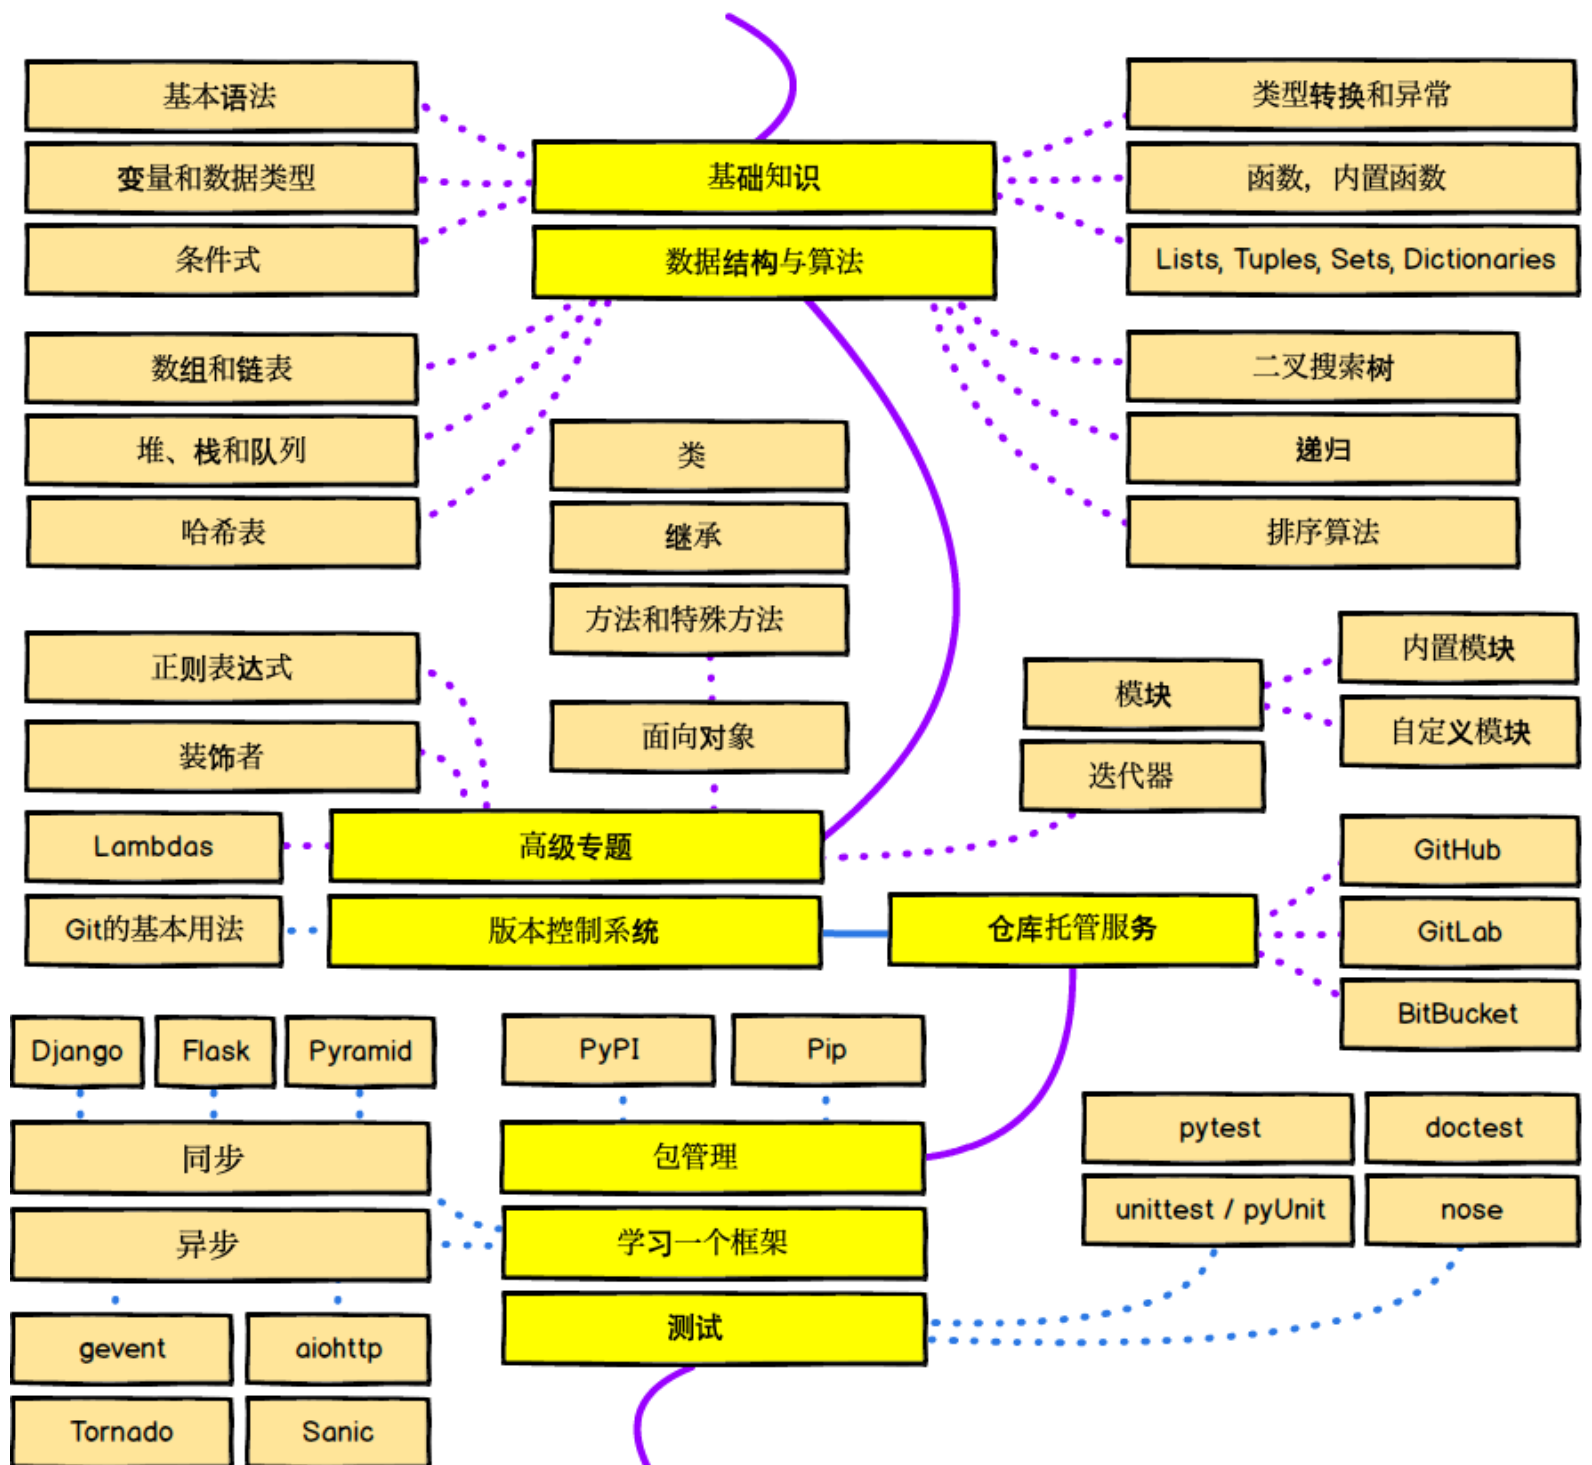 基本语法
变量和数据类型
条件式
基础知识
数据结构与算法
类型转换和异常
函数，内置函数
Lists, Tuples, Sets, Dictionaries
数组和链表
堆、栈和队列
哈希表
二叉搜索树
递归
排序算法
类
继承
方法和特殊方法
面向对象
正则表达式
装饰者
Lambdas
高级专题
模块
迭代器
内置模块
自定义模块
Git的基本用法
版本控制系统
仓库托管服务
GitHub
GitLab
BitBucket
Django
Flask
Pyramid
同步
异步
gevent
aiohttp
Tornado
Sanic
PyPI
Pip
包管理
学习一个框架
测试
pytest
doctest
unittest / pyUnit
nose